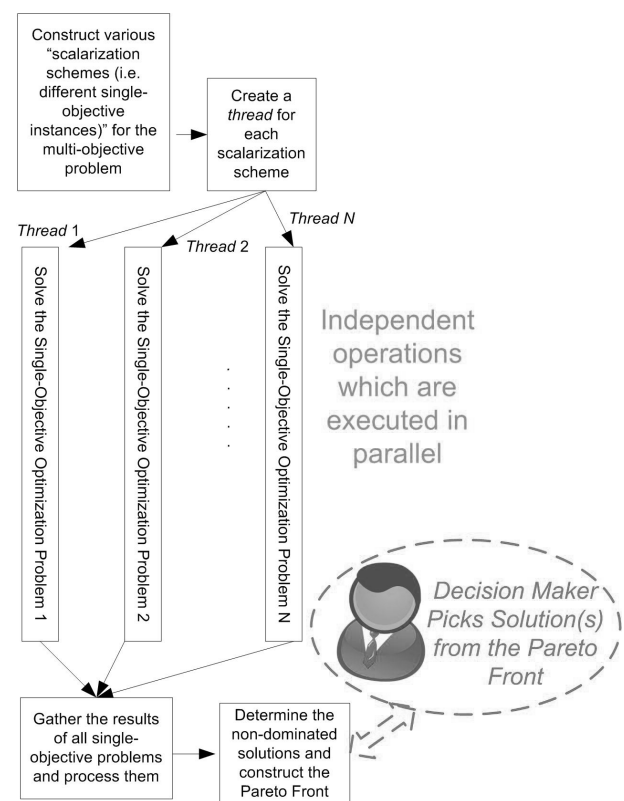 Construct various
“scalarization
schemes (i.e.
different single-
objective
instances)” for the
multi-objective
problem
Create a
thread for
each
scalarization
scheme
Thread 1
Thread 2
Thread N
Solve the Single-Objective Optimization Problem 1
Solve the Single-Objective Optimization Problem 2
. . . . .
Solve the Single-Objective Optimization Problem N
Independent
operations
which are
executed in
parallel
Decision Maker
Picks Solution(s)
from the Pareto
Front
Gather the results
of all single-
objective problems
and process them
Determine the
non-dominated
solutions and
construct the
Pareto Front